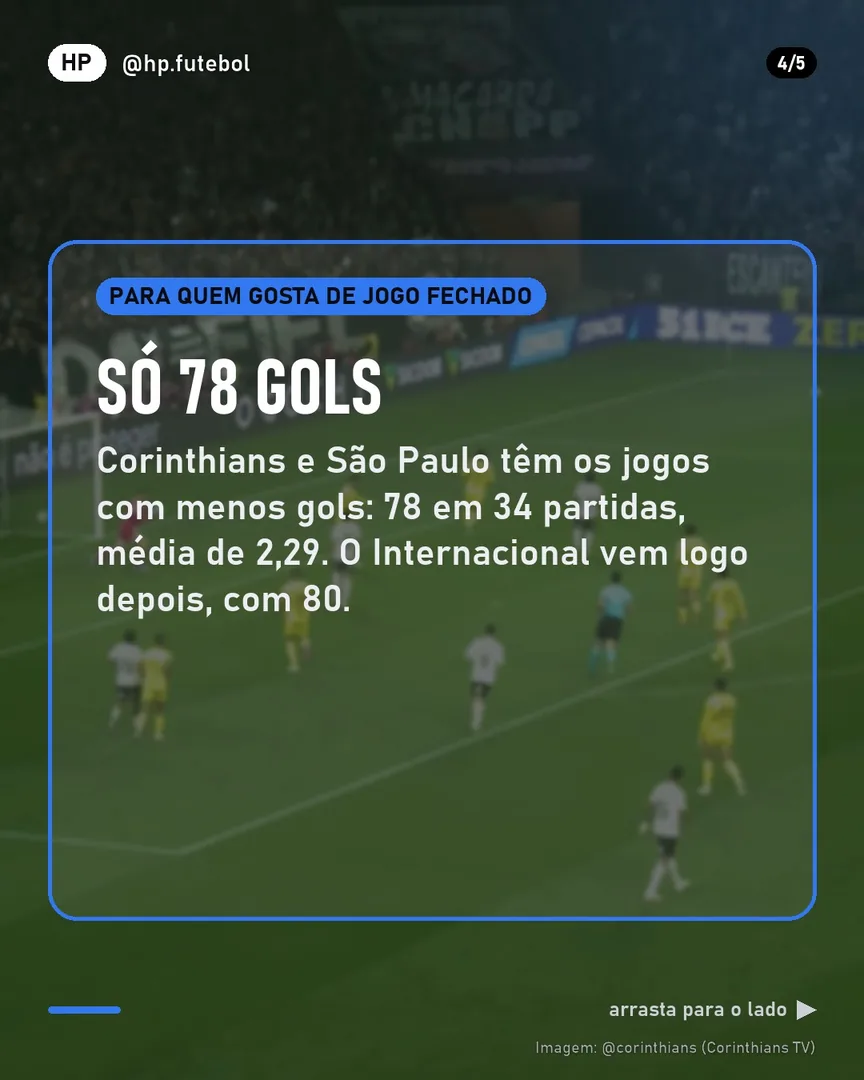 HP @hp.futebol
4/5
PARA QUEM GOSTA DE JOGO FECHADO
SÓ 78 GOLS
Corinthians e São Paulo têm os jogos
com menos gols: 78 em 34 partidas,
média de 2,29. O Internacional vem logo
depois, com 80.
arrasta para o lado ▶
Imagem: @corinthians (Corinthians TV)